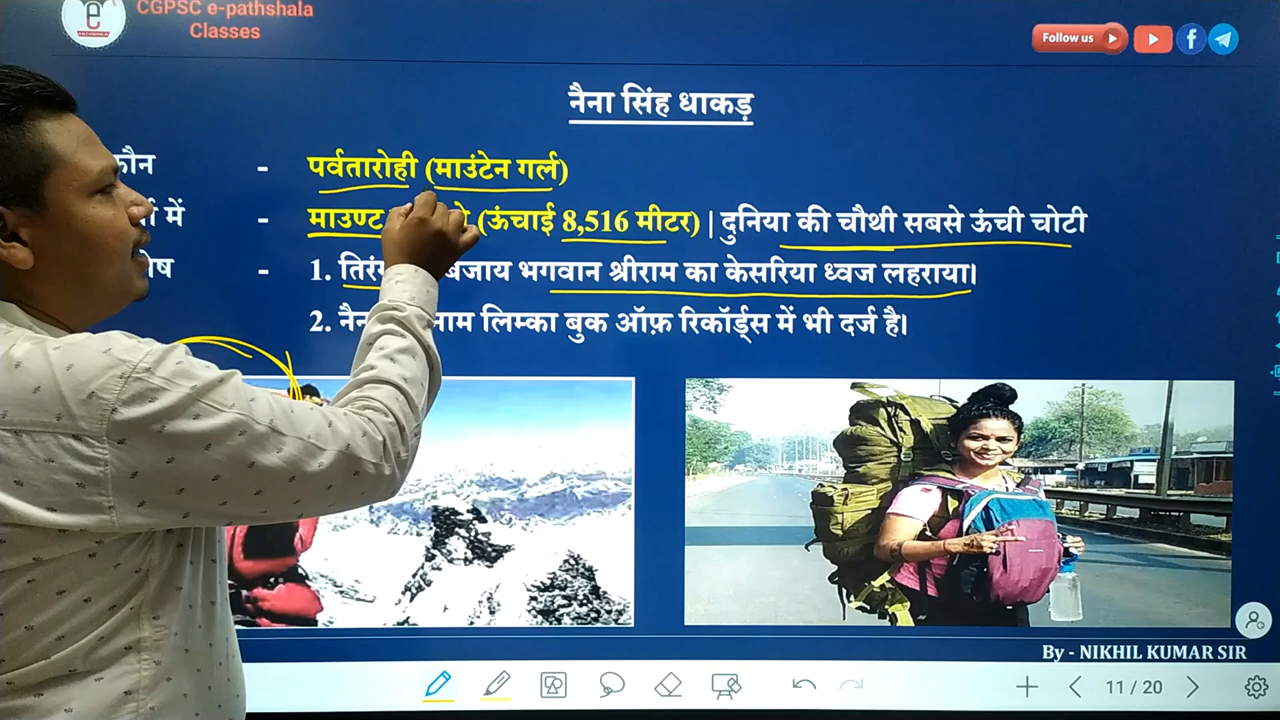 CGPSC e-pathshala
Classes
Follow us
नैना सिंह धाकड़
पर्वतारोही (माउंटेन गर्ल)
में - माउण्ट (ऊंचाई 8,516 मीटर) | दुनिया की चौथी सबसे ऊंची चोटी
- 1. बजाय भगवान श्रीराम का केसरिया ध्वज लहराया।
2. नाम लिम्का बुक ऑफ़ रिकॉर्ड्स में भी दर्ज है।
By - NIKHIL KUMAR SIR
11 / 20